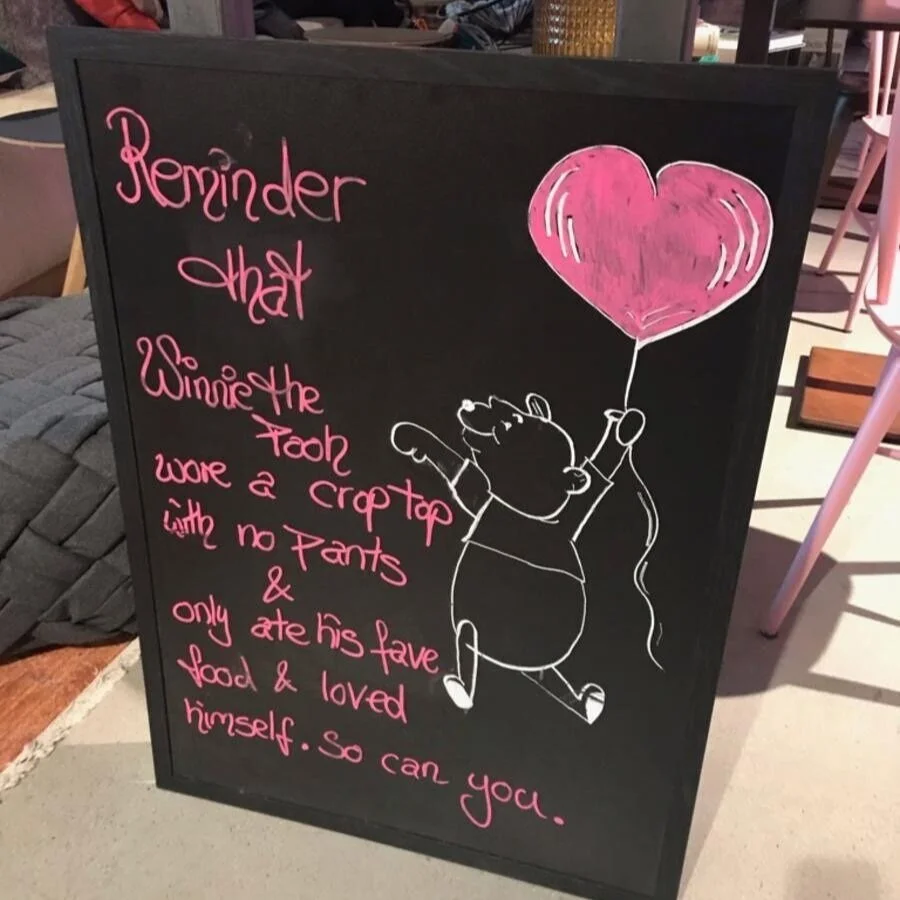 Reminder
that
Winnie the
Pooh
wore a crop top
with no Pants
&
only ate his fave
food & loved
himself. So can you.